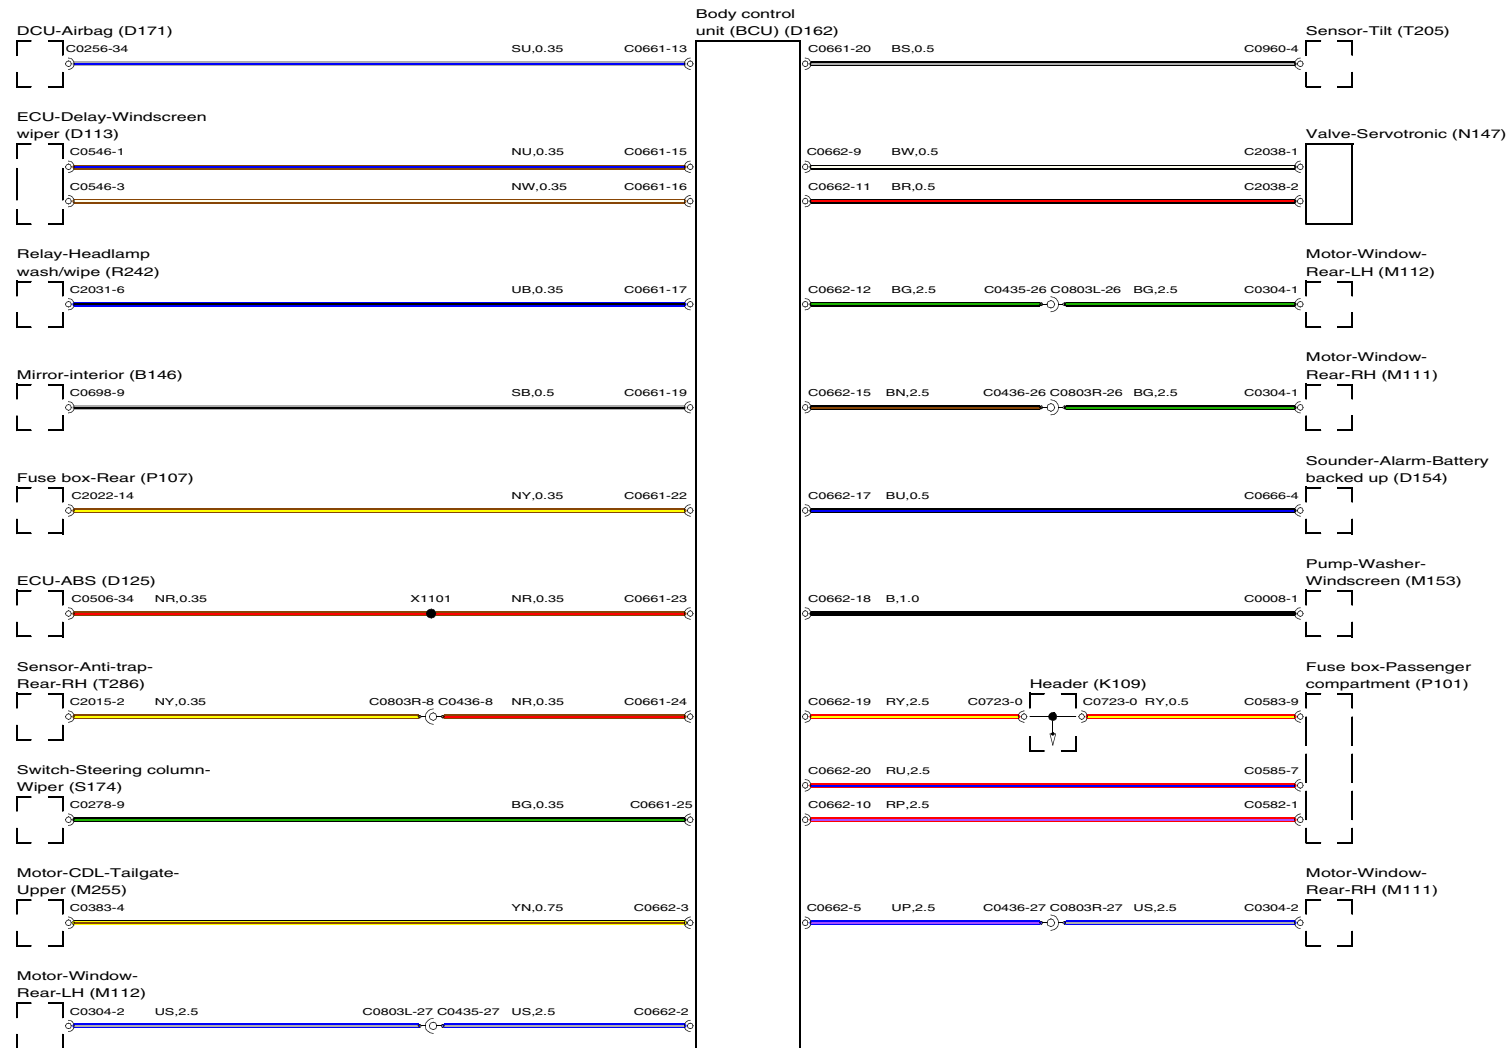 Body control
unit (BCU) (D162)
DCU-Airbag (D171)
C0256-34 SU,0.35 C0661-13
ECU-Delay-Windscreen
wiper (D113)
C0546-1 NU,0.35 C0661-15
C0546-3 NW,0.35 C0661-16
Relay-Headlamp
wash/wipe (R242)
C2031-6 UB,0.35 C0661-17
Mirror-interior (B146)
C0698-9 SB,0.5 C0661-19
Fuse box-Rear (P107)
C2022-14 NY,0.35 C0661-22
ECU-ABS (D125)
C0506-34 NR,0.35 X1101 NR,0.35 C0661-23
Sensor-Anti-trap-
Rear-RH (T286)
C2015-2 NY,0.35 C0803R-8 C0436-8 NR,0.35 C0661-24
Switch-Steering column-
Wiper (S174)
C0278-9 BG,0.35 C0661-25
Motor-CDL-Tailgate-
Upper (M255)
C0383-4 YN,0.75 C0662-3
Motor-Window-
Rear-LH (M112)
C0304-2 US,2.5 C0803L-27 C0435-27 US,2.5 C0662-2
Sensor-Tilt (T205)
C0661-20 BS,0.5 C0960-4
Valve-Servotronic (N147)
C0662-9 BW,0.5 C2038-1
C0662-11 BR,0.5 C2038-2
Motor-Window-
Rear-LH (M112)
C0662-12 BG,2.5 C0435-26 C0803L-26 BG,2.5 C0304-1
Motor-Window-
Rear-RH (M111)
C0662-15 BN,2.5 C0436-26 C0803R-26 BG,2.5 C0304-1
Sounder-Alarm-Battery
backed up (D154)
C0662-17 BU,0.5 C0666-4
Pump-Washer-
Windscreen (M153)
C0662-18 B,1.0 C0008-1
Header (K109)
Fuse box-Passenger
compartment (P101)
C0662-19 RY,2.5 C0723-0 C0723-0 RY,0.5 C0583-9
C0662-20 RU,2.5 C0585-7
C0662-10 RP,2.5 C0582-1
Motor-Window-
Rear-RH (M111)
C0662-5 UP,2.5 C0436-27 C0803R-27 US,2.5 C0304-2